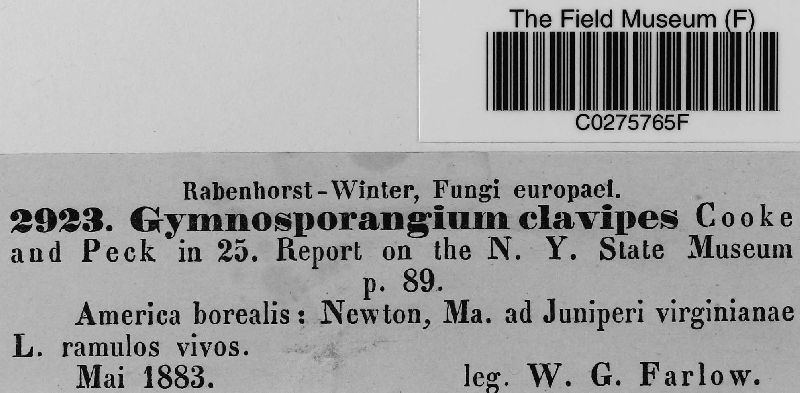 The Field Museum (F)
C0275765F
Rabenhorst-Winter, Fungi europaei.
2923. Gymnosporangium clavipes Cooke
and Peck in 25. Report on the N. Y. State Museum
p. 89.
America borealis: Newton, Ma. ad Juniperi virginianae
L. ramulos vivos.
Mai 1883. leg. W. G. Farlow.